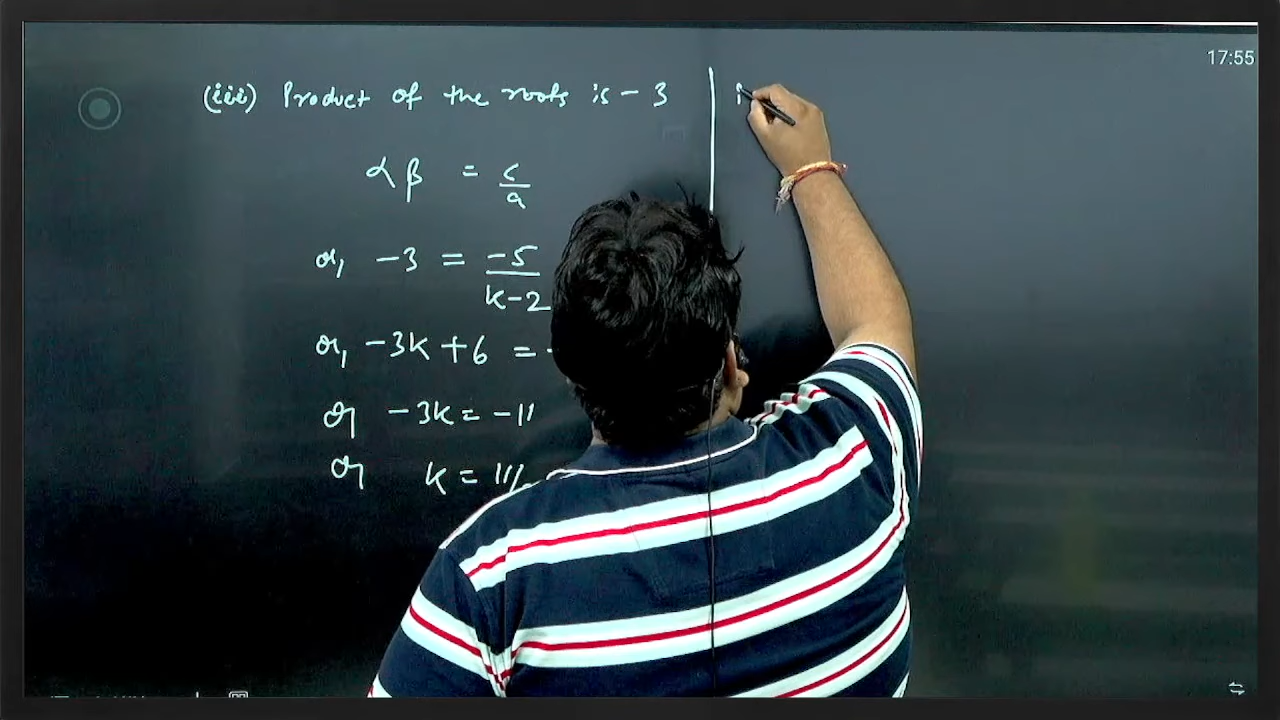 17:55
(iii) Product of the roots is - 3
αβ = c/a
or, -3 = -5/k-2
or, -3k + 6 =
or -3k = -11
or k = 11/